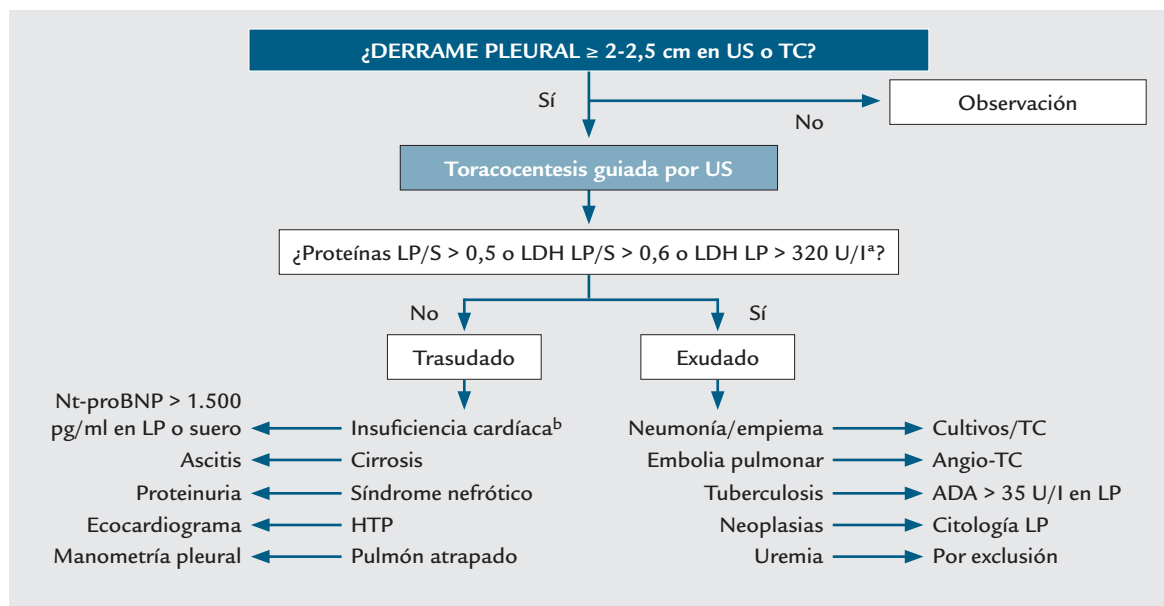 ¿DERRAME PLEURAL ≥ 2-2,5 cm en US o TC?
Sí
No
Observación
Toracocentesis guiada por US
¿Proteínas LP/S > 0,5 o LDH LP/S > 0,6 o LDH LP > 320 U/lª?
No
Sí
Trasudado
Exudado
Nt-proBNP > 1.500
pg/ml en LP o suero
Insuficiencia cardíacaᵇ
Ascitis
Cirrosis
Proteinuria
Síndrome nefrótico
Ecocardiograma
HTP
Manometría pleural
Pulmón atrapado
Neumonía/empiema
Cultivos/TC
Embolia pulmonar
Angio-TC
Tuberculosis
ADA > 35 U/l en LP
Neoplasias
Citología LP
Uremia
Por exclusión